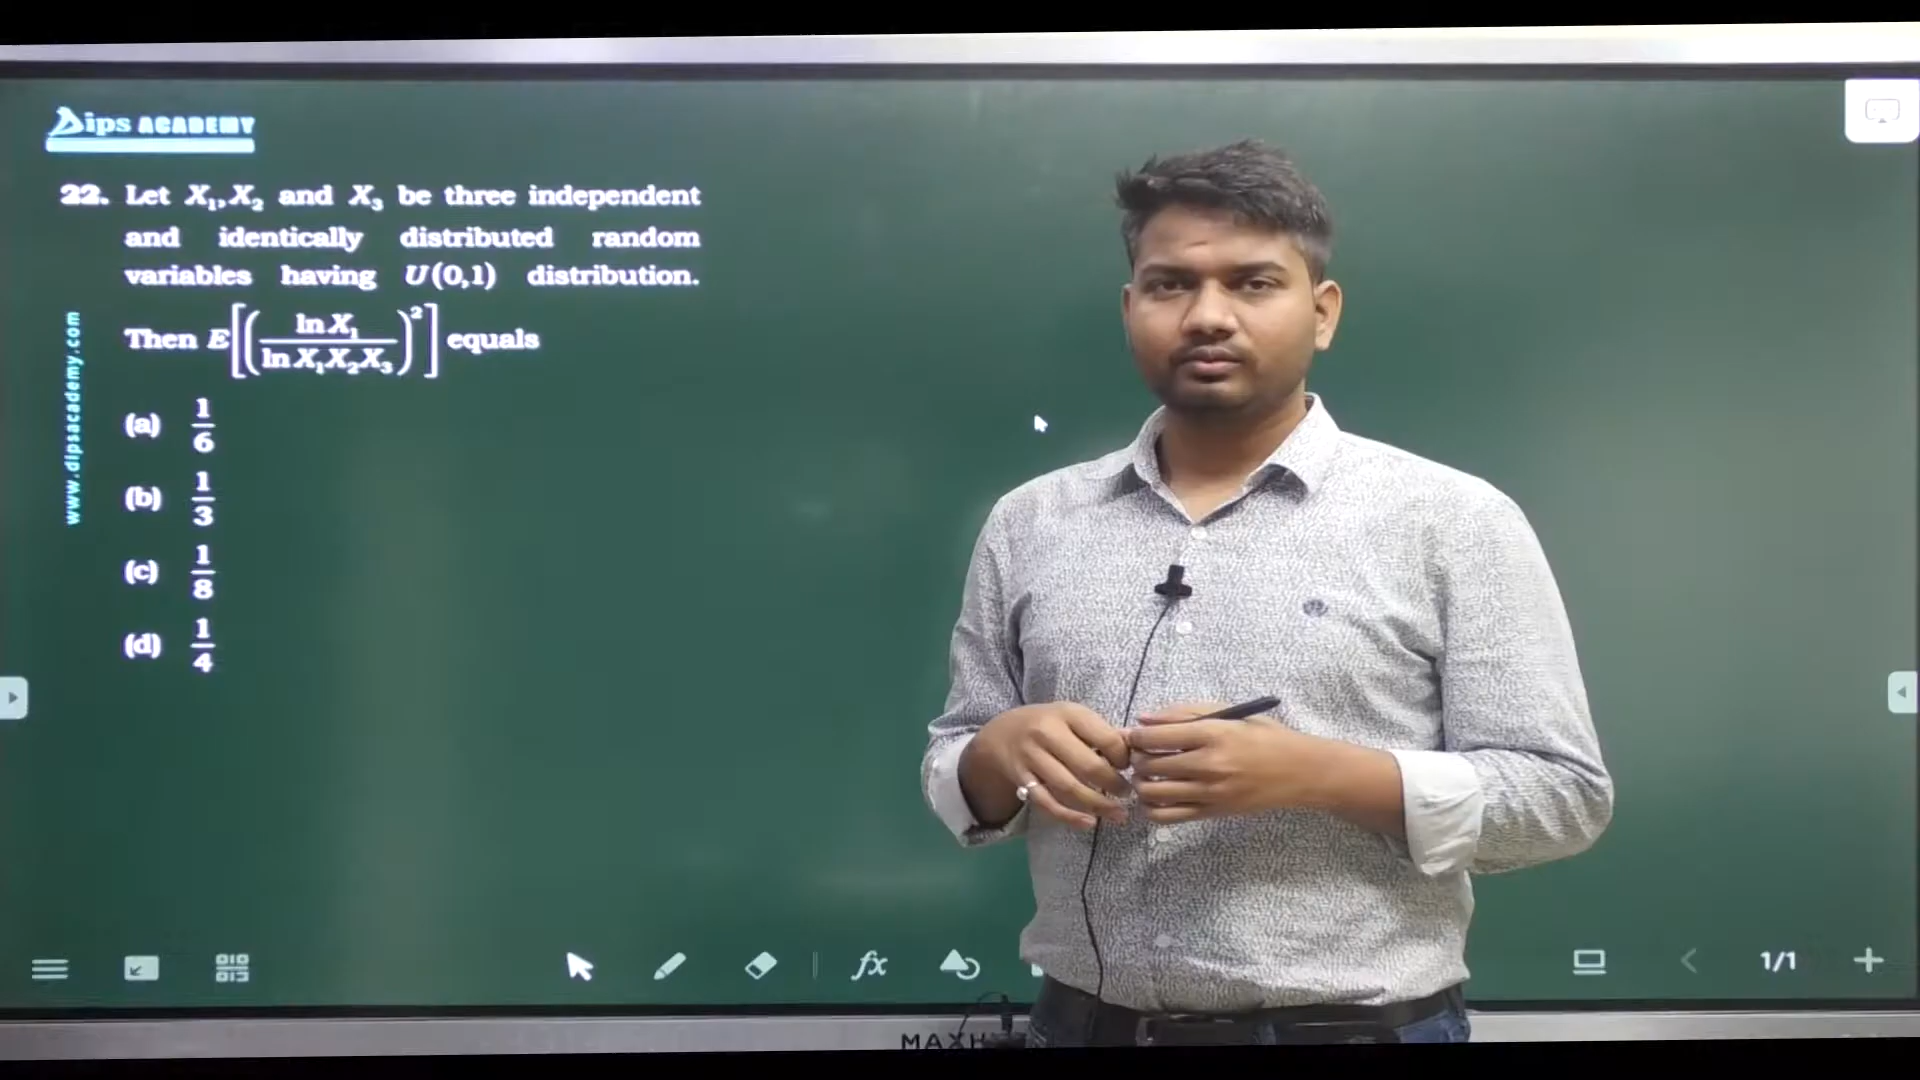 Dips ACADEMY
22. Let X₁, X₂ and X₃ be three independent
and identically distributed random
variables having U(0,1) distribution.
Then E[(ln X₁ / ln X₁X₂X₃)²] equals
(a) 1/6
(b) 1/3
(c) 1/8
(d) 1/4
www.dipsacademy.com
fx
1/1